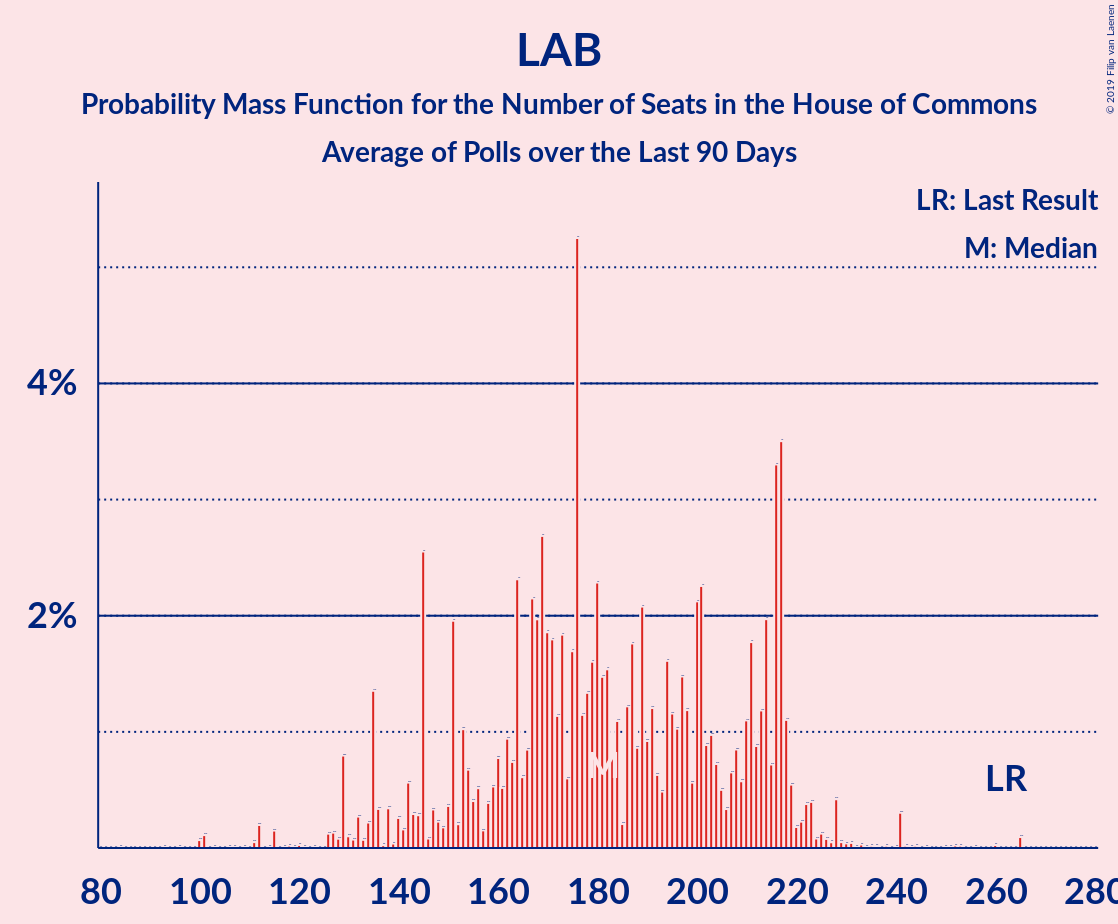 LAB
Probability Mass Function for the Number of Seats in the House of Commons
Average of Polls over the Last 90 Days
© 2019 Filip van Laenen
LR: Last Result
M: Median
4%
2%
M
LR
80 100 120 140 160 180 200 220 240 260 280